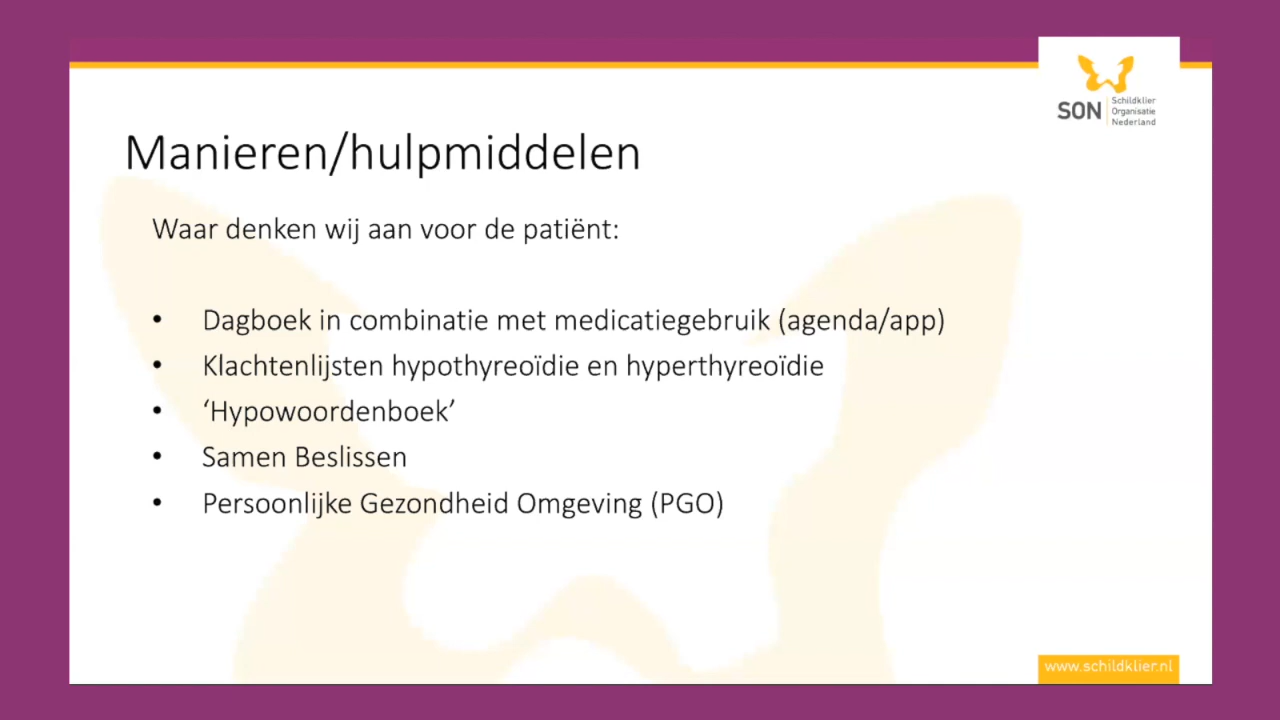 SON
Schildklier
Organisatie
Nederland
Manieren/hulpmiddelen
Waar denken wij aan voor de patiënt:
• Dagboek in combinatie met medicatiegebruik (agenda/app)
• Klachtenlijsten hypothyreoïdie en hyperthyreoïdie
• ‘Hypowoordenboek’
• Samen Beslissen
• Persoonlijke Gezondheid Omgeving (PGO)
www.schildklier.nl